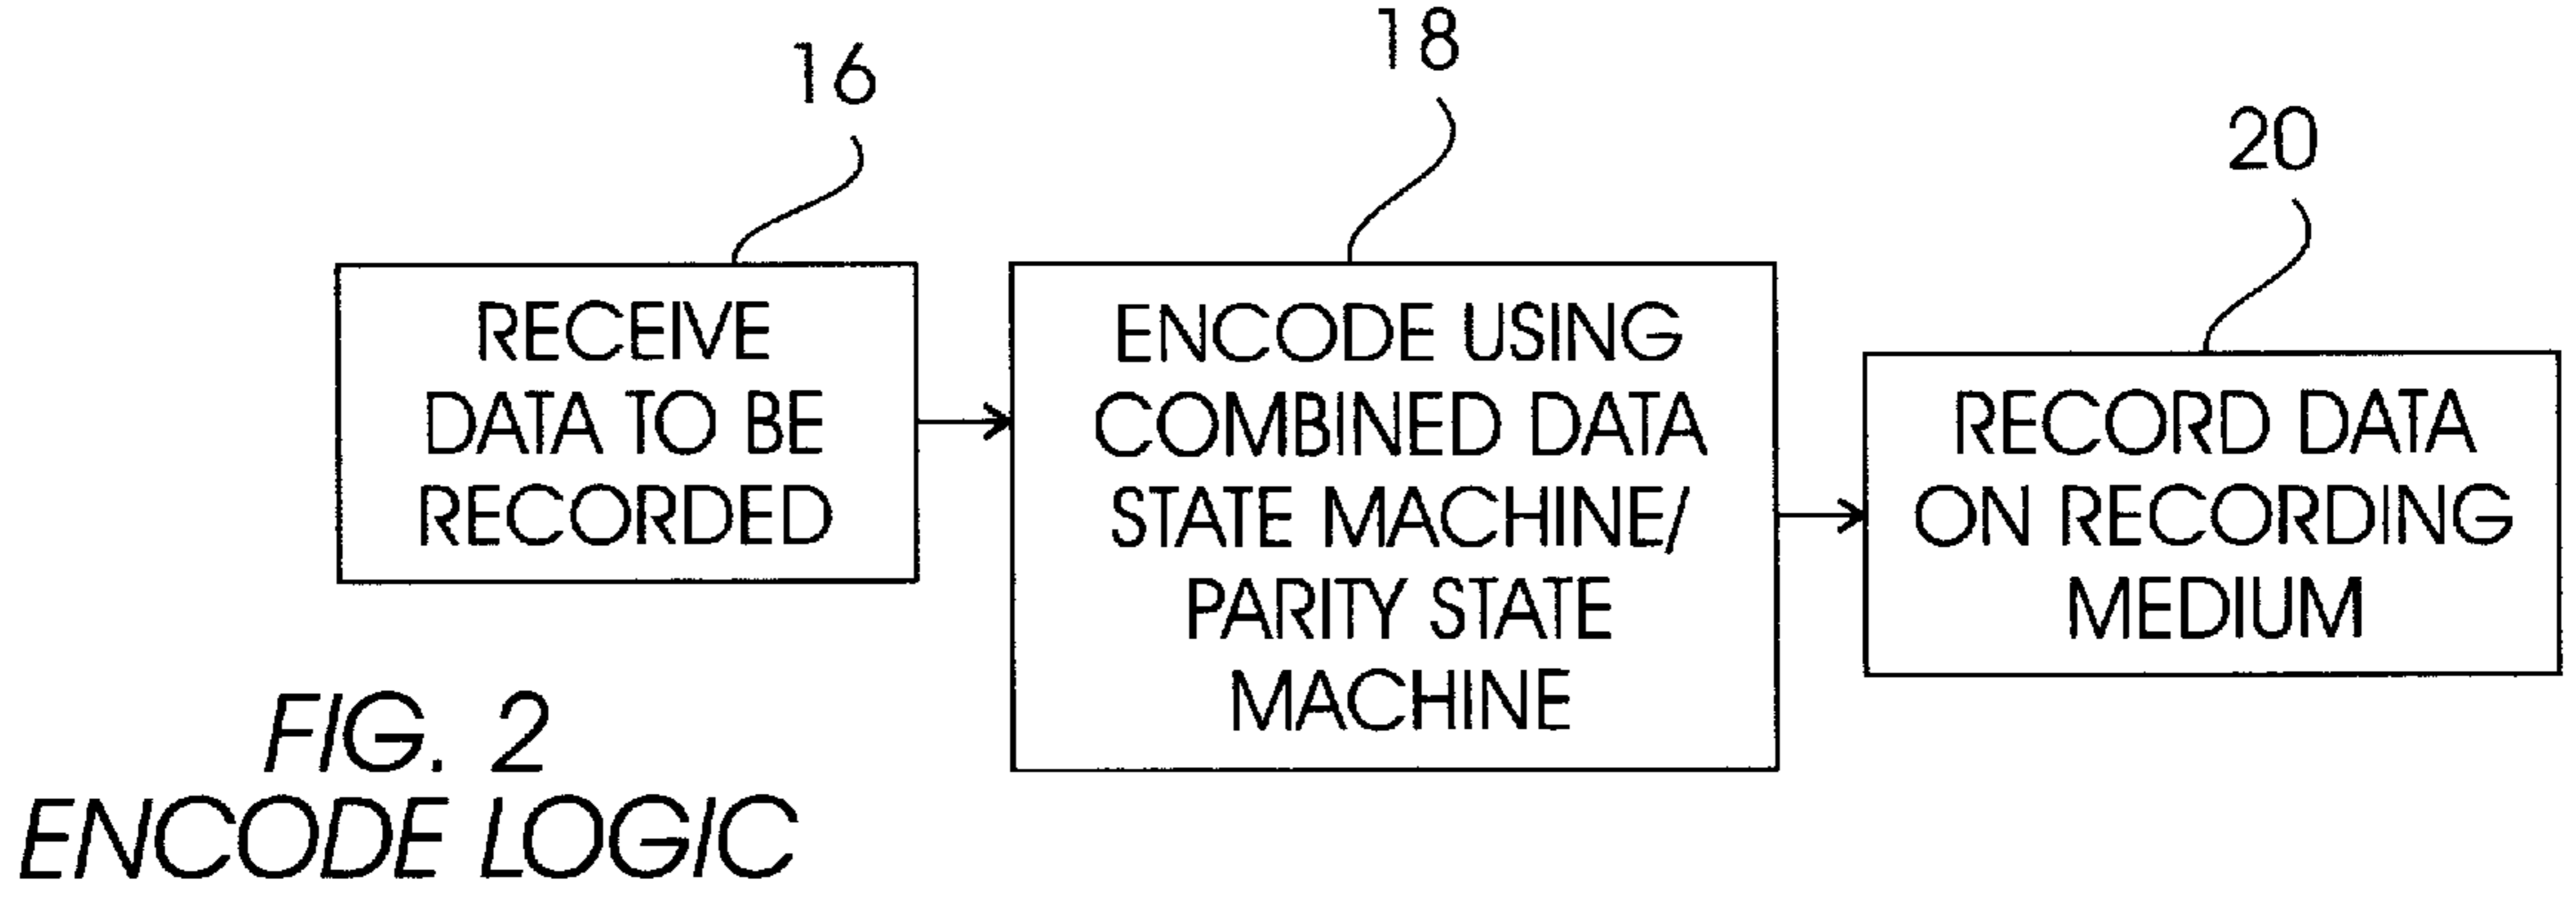 16
RECEIVE
DATA TO BE
RECORDED
18
ENCODE USING
COMBINED DATA
STATE MACHINE/
PARITY STATE
MACHINE
20
RECORD DATA
ON RECORDING
MEDIUM
FIG. 2
ENCODE LOGIC